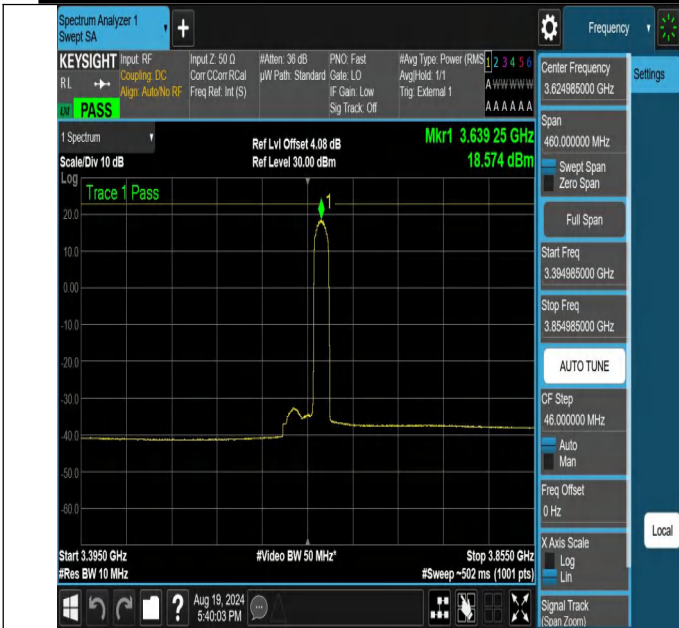 Spectrum Analyzer 1
Swept SA
+
Frequency
KEYSIGHT
RL
PASS
Input: RF
Coupling: DC
Align: Auto/No RF
Input Z: 50 Ω
Corr CCorr RCal
Freq Ref: Int (S)
#Atten: 36 dB
µW Path: Standard
PNO: Fast
Gate: LO
IF Gain: Low
Sig Track: Off
#Avg Type: Power (RMS
Avg|Hold: 1/1
Trig: External 1
1 2 3 4 5 6
A W W W W W
A A A A A A
Center Frequency
3.624985000 GHz
Settings
Span
460.000000 MHz
Swept Span
Zero Span
Full Span
Start Freq
3.394985000 GHz
Stop Freq
3.854985000 GHz
AUTO TUNE
CF Step
46.000000 MHz
Auto
Man
Freq Offset
0 Hz
X Axis Scale
Log
Lin
Signal Track
(Span Zoom)
Local
1 Spectrum
Scale/Div 10 dB
Ref Lvl Offset 4.08 dB
Ref Level 30.00 dBm
Mkr1 3.639 25 GHz
18.574 dBm
Log
Trace 1 Pass
1
20.0
10.0
0.00
-10.0
-20.0
-30.0
-40.0
-50.0
-60.0
Start 3.3950 GHz
#Res BW 10 MHz
#Video BW 50 MHz*
Stop 3.8550 GHz
#Sweep ~502 ms (1001 pts)
?
Aug 19, 2024
5:40:03 PM